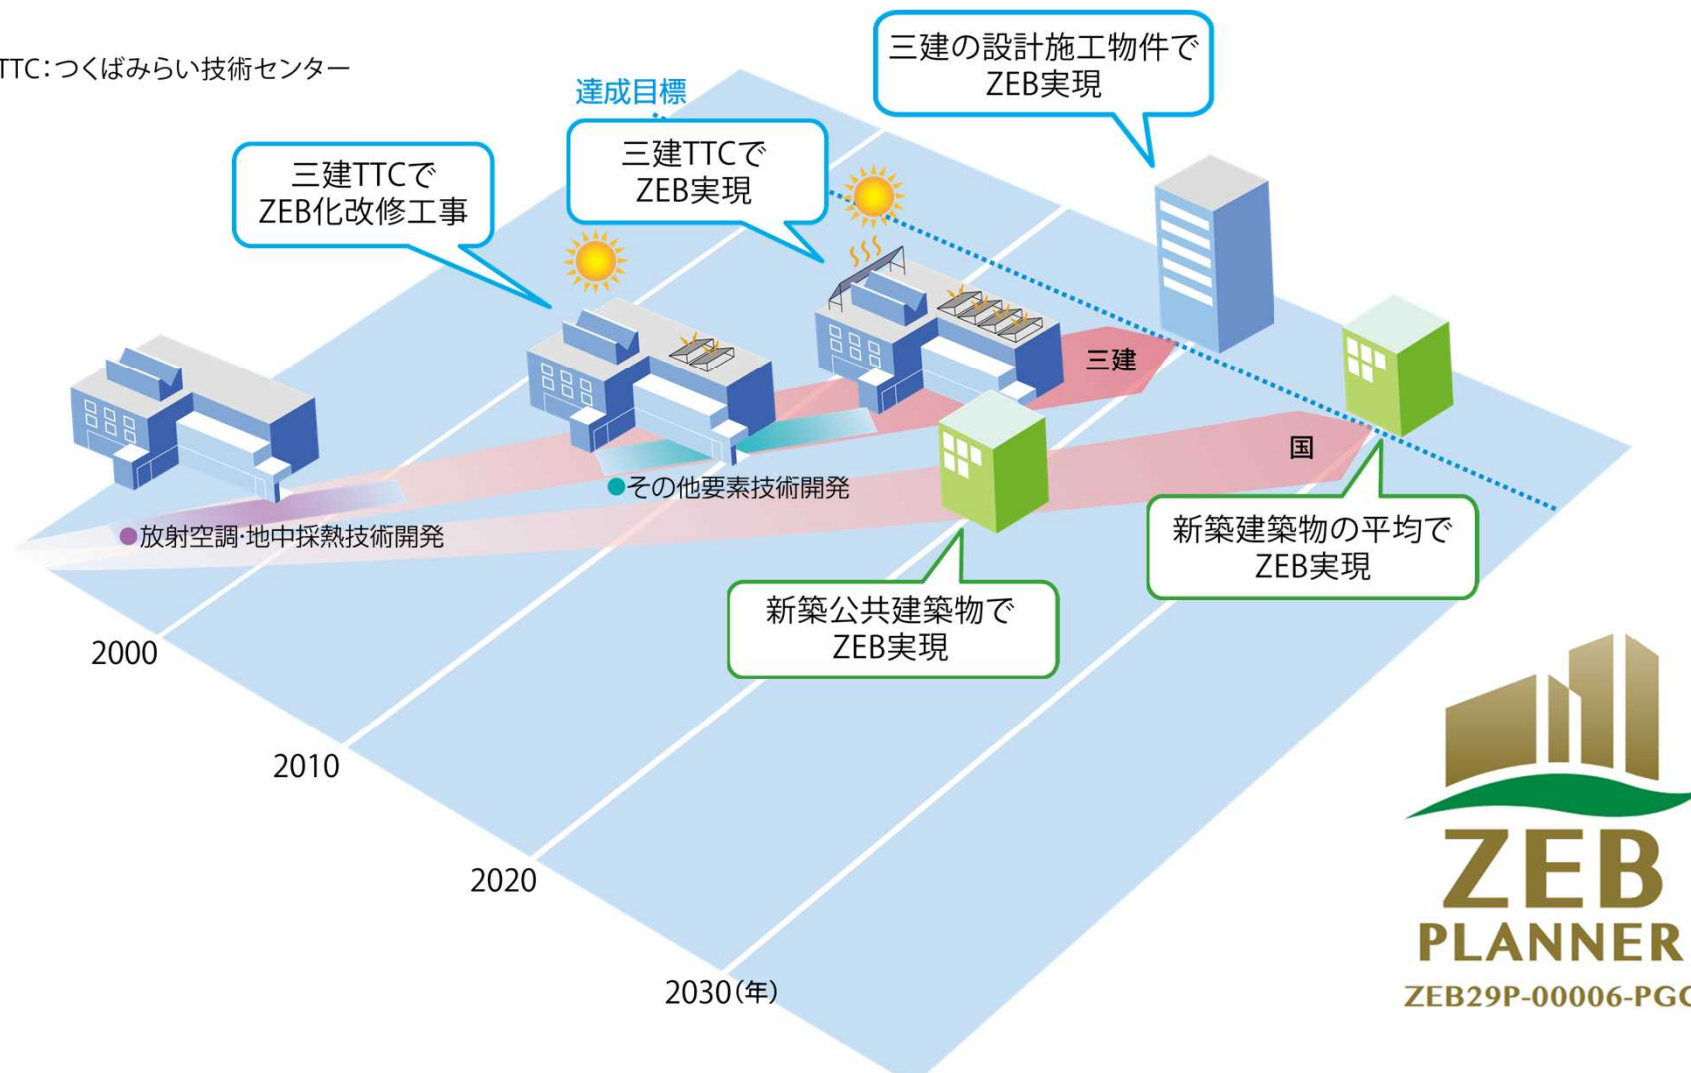 TTC：つくばみらい技術センター
達成目標
三建の設計施工物件で
ZEB実現
三建TTCで
ZEB実現
三建TTCで
ZEB化改修工事
三建
国
●その他要素技術開発
●放射空調・地中採熱技術開発
新築建築物の平均で
ZEB実現
新築公共建築物で
ZEB実現
2000
2010
2020
2030（年）
ZEB
PLANNER
ZEB29P-00006-PGC